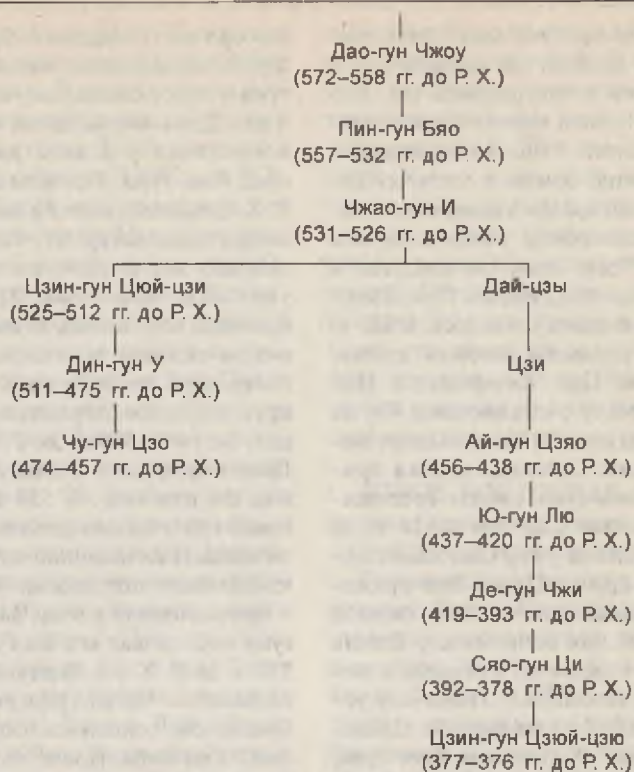 Дао-гун Чжоу
(572–558 гг. до Р. Х.)
Пин-гун Бяо
(557–532 гг. до Р. Х.)
Чжао-гун И
(531–526 гг. до Р. Х.)
Цзин-гун Цюй-цзи
(525–512 гг. до Р. Х.)
Дин-гун У
(511–475 гг. до Р. Х.)
Чу-гун Цзо
(474–457 гг. до Р. Х.)
Дай-цзы
Цзи
Ай-гун Цзяо
(456–438 гг. до Р. Х.)
Ю-гун Лю
(437–420 гг. до Р. Х.)
Де-гун Чжи
(419–393 гг. до Р. Х.)
Сяо-гун Ци
(392–378 гг. до Р. Х.)
Цзин-гун Цзюй-цзю
(377–376 гг. до Р. Х.)